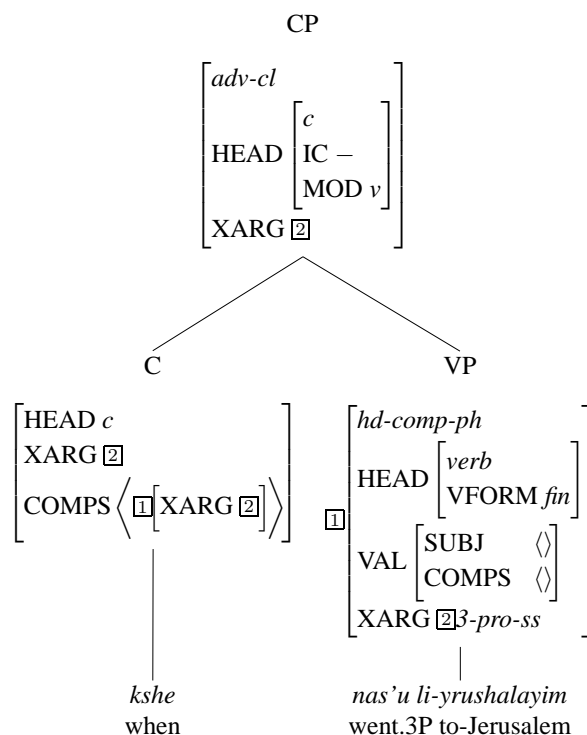 CP
adv-cl
HEAD c
IC −
MOD v
XARG 2
C VP
HEAD c
XARG 2
COMPS ⟨ 1 [XARG 2] ⟩
1
hd-comp-ph
HEAD verb
VFORM fin
VAL SUBJ ⟨⟩
COMPS ⟨⟩
XARG 2 3-pro-ss
kshe
when
nas'u li-yrushalayim
went.3P to-Jerusalem